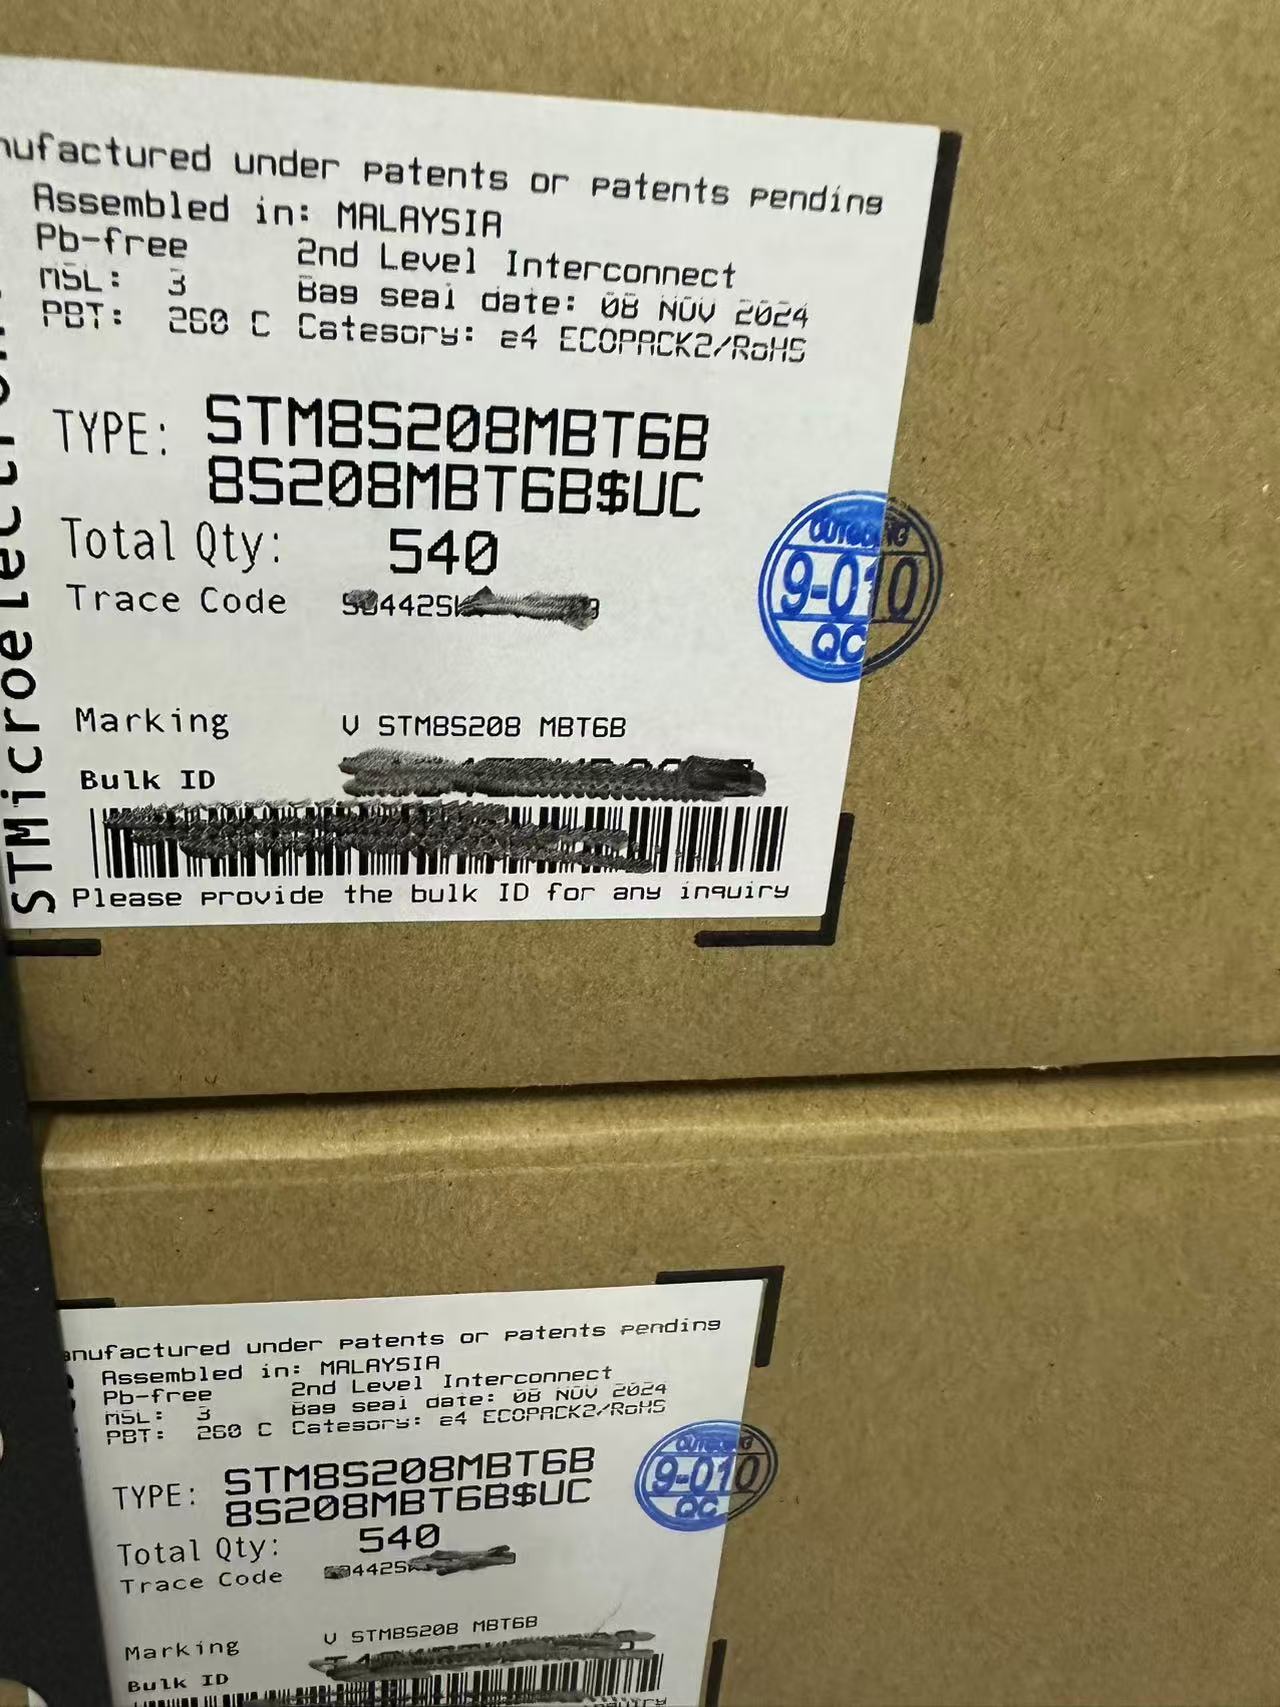 nufactured under patents or patents pending
Assembled in: MALAYSIA
Pb-free 2nd Level Interconnect
MSL: 3 Bag seal date: 08 NOV 2024
PBT: 260 C Category: e4 ECOPACK2/RoHS
TYPE: STM8S208MBT6B
8S208MBT6B$UC
Total Qty: 540
Trace Code
Marking V STM8S208 MBT6B
Bulk ID
Please provide the bulk ID for any inquiry
OUTGOING
9-010
QC
anufactured under patents or patents pending
Assembled in: MALAYSIA
Pb-free 2nd Level Interconnect
MSL: 3 Bag seal date: 08 NOV 2024
PBT: 260 C Category: e4 ECOPACK2/RoHS
TYPE: STM8S208MBT6B
8S208MBT6B$UC
Total Qty: 540
Trace Code
Marking V STM8S208 MBT6B
Bulk ID
inquiry
OUTGOING
9-010
QC